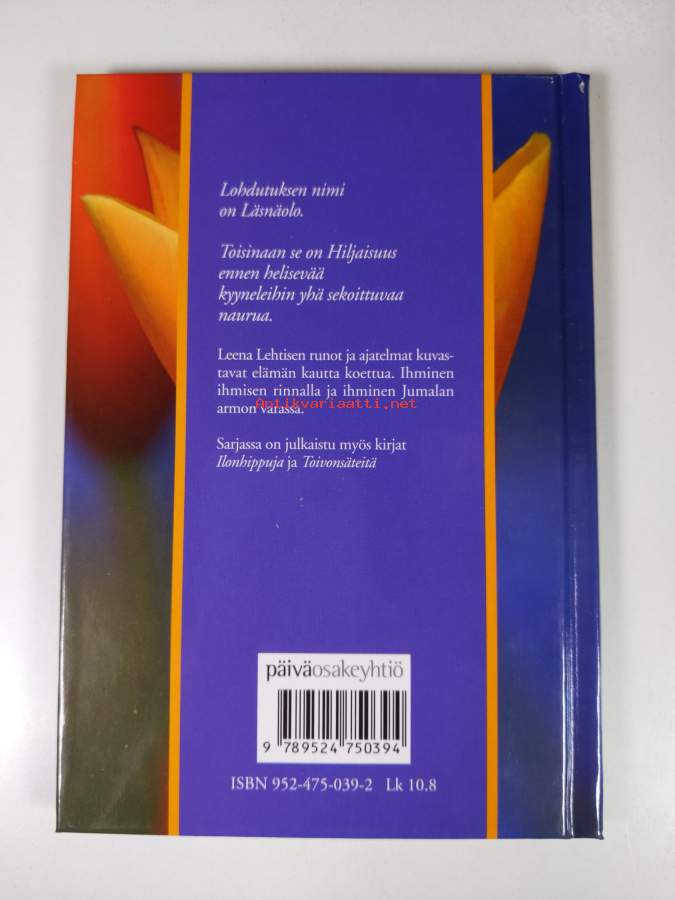 Lohdutuksen nimi
on Läsnäolo.
Toisinaan se on Hiljaisuus
ennen helisevää
kyyneleihin yhä sekoittuvaa
naurua.
Leena Lehtisen runot ja ajatelmat kuvas-
tavat elämän kautta koettua. Ihminen
ihmisen rinnalla ja ihminen Jumalan
armon varassa.
Antikvariaatti.net
Sarjassa on julkaistu myös kirjat
Ilonhippuja ja Toivonsäteitä
päiväosakeyhtiö
9 789524 750394
ISBN 952-475-039-2 Lk 10.8